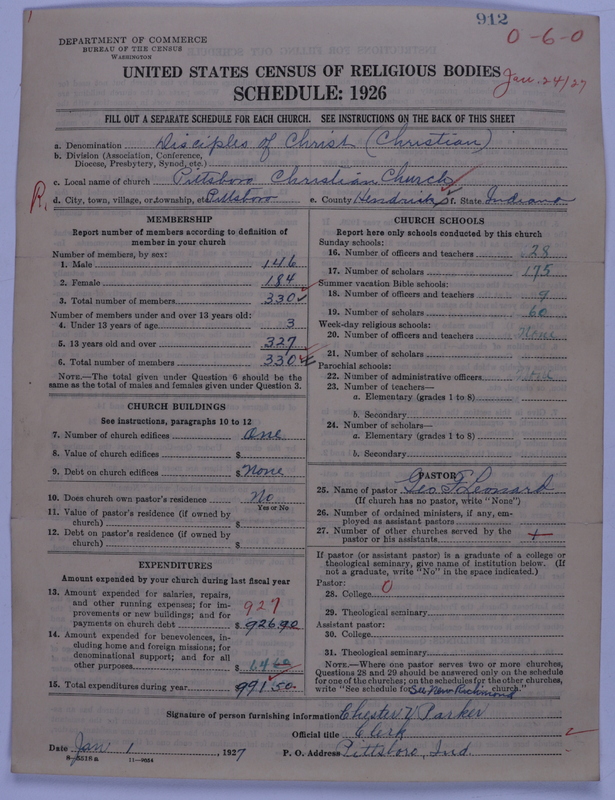 912
0-6-0
Jan. 24/27
DEPARTMENT OF COMMERCE
BUREAU OF THE CENSUS
WASHINGTON
UNITED STATES CENSUS OF RELIGIOUS BODIES
SCHEDULE: 1926
FILL OUT A SEPARATE SCHEDULE FOR EACH CHURCH. SEE INSTRUCTIONS ON THE BACK OF THIS SHEET
a. Denomination Disciples of Christ (Christian)
b. Division (Association, Conference,
Diocese, Presbytery, Synod, etc.)
c. Local name of church Pittsboro Christian Church
R.
d. City, town, village, or township, etc. Pittsboro e. County Hendricks f. State Indiana
MEMBERSHIP
Report number of members according to definition of
member in your church
Number of members, by sex:
1. Male 146
2. Female 184
3. Total number of members 330
Number of members under and over 13 years old:
4. Under 13 years of age 3
5. 13 years old and over 327
6. Total number of members 330
NOTE.—The total given under Question 6 should be the
same as the total of males and females given under Question 3.
CHURCH BUILDINGS
See instructions, paragraphs 10 to 12
7. Number of church edifices One
8. Value of church edifices $
9. Debt on church edifices $ None
10. Does church own pastor's residence No
Yes or No
11. Value of pastor's residence (if owned by
church) $
12. Debt on pastor's residence (if owned by
church) $
EXPENDITURES
Amount expended by your church during last fiscal year
13. Amount expended for salaries, repairs,
and other running expenses; for im-
provements or new buildings; and for
payments on church debt $ 926.90
927
14. Amount expended for benevolences, in-
cluding home and foreign missions; for
denominational support; and for all
other purposes $ 64 60
15. Total expenditures during year $ 991 50
CHURCH SCHOOLS
Report here only schools conducted by this church
Sunday schools:
16. Number of officers and teachers 28
17. Number of scholars 175
Summer vacation Bible schools:
18. Number of officers and teachers 9
19. Number of scholars 60
Week-day religious schools:
20. Number of officers and teachers None
21. Number of scholars
Parochial schools:
22. Number of administrative officers None
23. Number of teachers—
a. Elementary (grades 1 to 8)
b. Secondary
24. Number of scholars—
a. Elementary (grades 1 to 8)
b. Secondary
PASTOR
25. Name of pastor Geo. F. Leonard
(If church has no pastor, write "None")
26. Number of ordained ministers, if any, em-
ployed as assistant pastors
27. Number of other churches served by the
pastor or his assistants
If pastor (or assistant pastor) is a graduate of a college or
theological seminary, give name of institution below. (If
not a graduate, write "No" in the space indicated.)
Pastor:
28. College 0
29. Theological seminary
Assistant pastor:
30. College
31. Theological seminary
NOTE.—Where one pastor serves two or more churches,
Questions 28 and 29 should be answered only on the schedule
for one of the churches; on the schedules for the other churches,
write "See schedule for See New Richmond church."
Signature of person furnishing information Chester V. Parker
Official title Clerk
Date Jan 1, 1927 P. O. Address Pittsboro, Ind.
8-5518a 11-9654